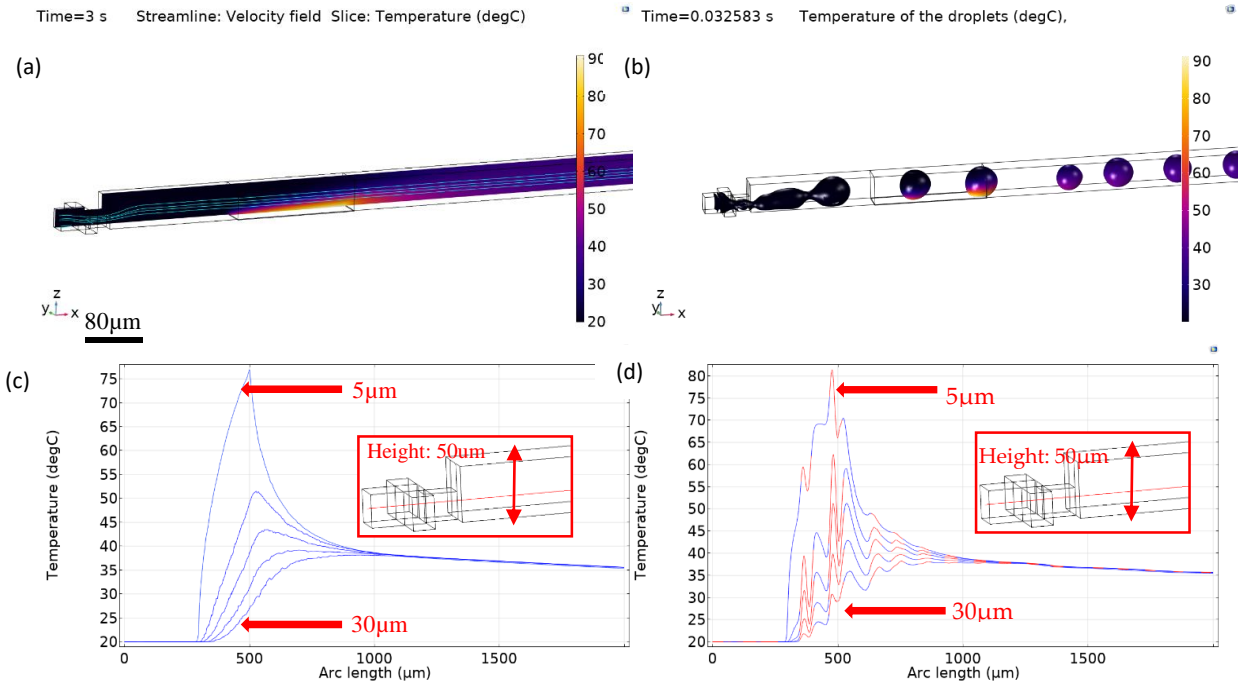 Time=3 s Streamline: Velocity field Slice: Temperature (degC)
(a)
90
80
70
60
50
40
30
20
z
y x
80μm
Time=0.032583 s Temperature of the droplets (degC),
(b)
90
80
70
60
50
40
30
z
y x
(c)
Temperature (degC)
75
70
65
60
55
50
45
40
35
30
25
20
5μm
Height: 50um
30μm
0 500 1000 1500
Arc length (μm)
(d)
Temperature (degC)
80
75
70
65
60
55
50
45
40
35
30
25
20
5μm
Height: 50μm
30μm
0 500 1000 1500
Arc length (μm)